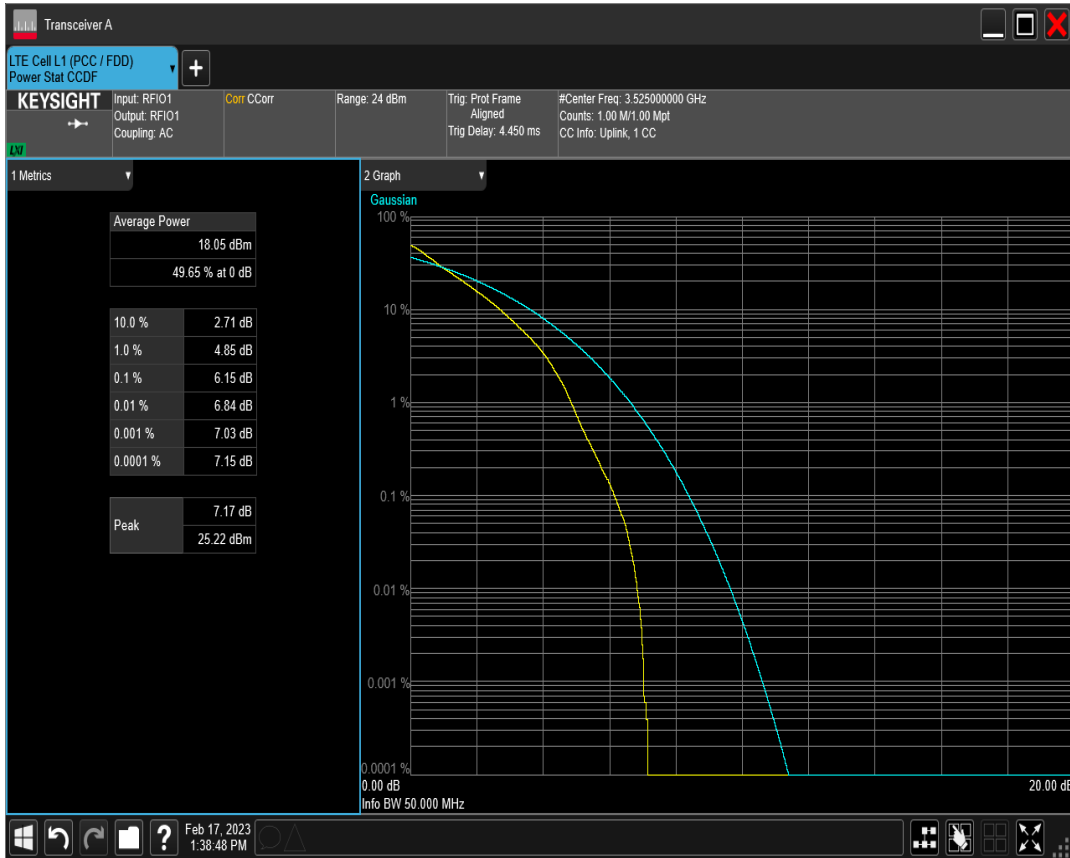 Transceiver A
LTE Cell L1 (PCC / FDD)
Power Stat CCDF
KEYSIGHT
LXI
Input: RFIO1
Output: RFIO1
Coupling: AC
Corr CCorr
Range: 24 dBm
Trig: Prot Frame
Aligned
Trig Delay: 4.450 ms
#Center Freq: 3.525000000 GHz
Counts: 1.00 M/1.00 Mpt
CC Info: Uplink, 1 CC
1 Metrics
Average Power
18.05 dBm
49.65 % at 0 dB
10.0 % 2.71 dB
1.0 % 4.85 dB
0.1 % 6.15 dB
0.01 % 6.84 dB
0.001 % 7.03 dB
0.0001 % 7.15 dB
Peak 7.17 dB
25.22 dBm
2 Graph
Gaussian
100 %
10 %
1 %
0.1 %
0.01 %
0.001 %
0.0001 %
0.00 dB 20.00 dB
Info BW 50.000 MHz
Feb 17, 2023
1:38:48 PM